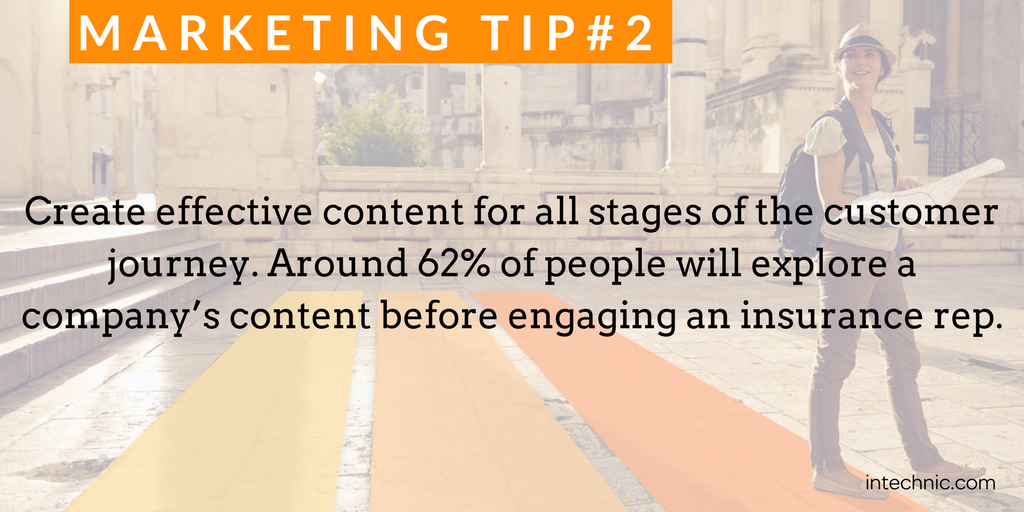 MARKETING TIP#2
Create effective content for all stages of the customer
journey. Around 62% of people will explore a
company’s content before engaging an insurance rep.
intechnic.com